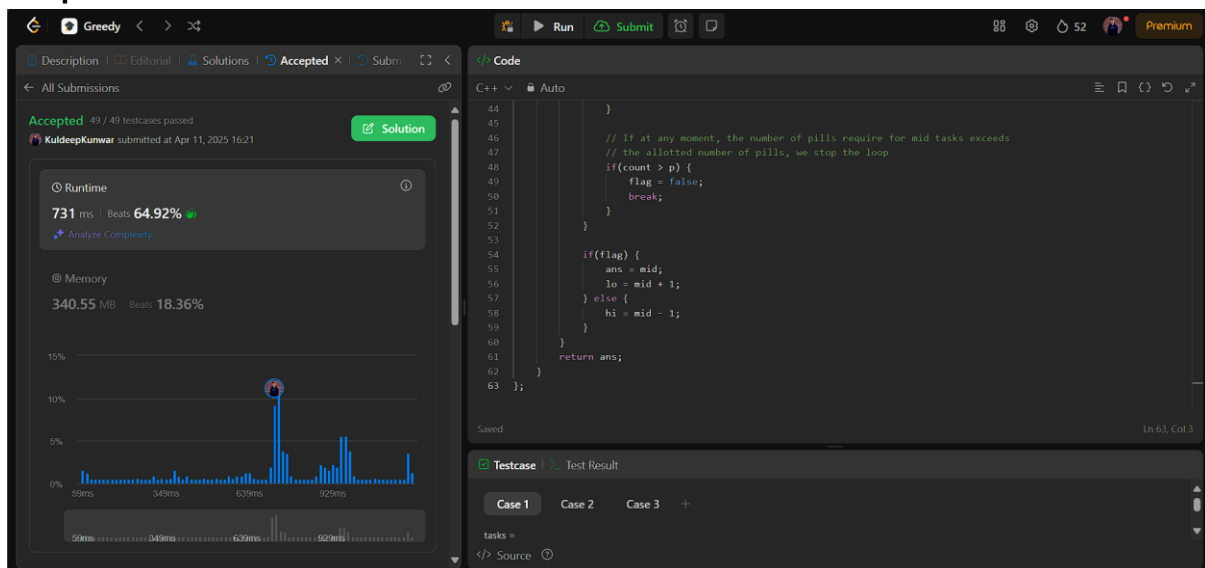 Greedy
Run
Submit
52
Premium
Description | Editorial | Solutions | Accepted × | Subm
All Submissions
Accepted 49 / 49 testcases passed
KuldeepKunwar submitted at Apr 11, 2025 16:21
Solution
Runtime
731 ms | Beats 64.92%
Analyze Complexity
Memory
340.55 MB Beats 18.36%
15%
10%
5%
0%
59ms 349ms 639ms 929ms
59ms 349ms 639ms 929ms
</> Code
C++ Auto
44 }
45
46 // If at any moment, the number of pills require for mid tasks exceeds
47 // the allotted number of pills, we stop the loop
48 if(count > p) {
49 flag = false;
50 break;
51 }
52 }
53
54 if(flag) {
55 ans = mid;
56 lo = mid + 1;
57 } else {
58 hi = mid - 1;
59 }
60 }
61 return ans;
62 }
63 };
Saved
Ln 63, Col 3
Testcase | >_ Test Result
Case 1 Case 2 Case 3 +
tasks =
</> Source